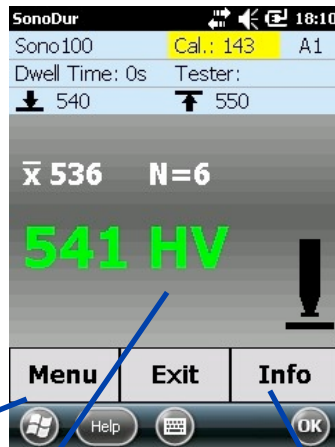 SonoDur 18:10
Sono100 Cal.: 143 A1
Dwell Time: 0s Tester:
540 550
x̅ 536 N=6
541 HV
Menu Exit Info
Help OK